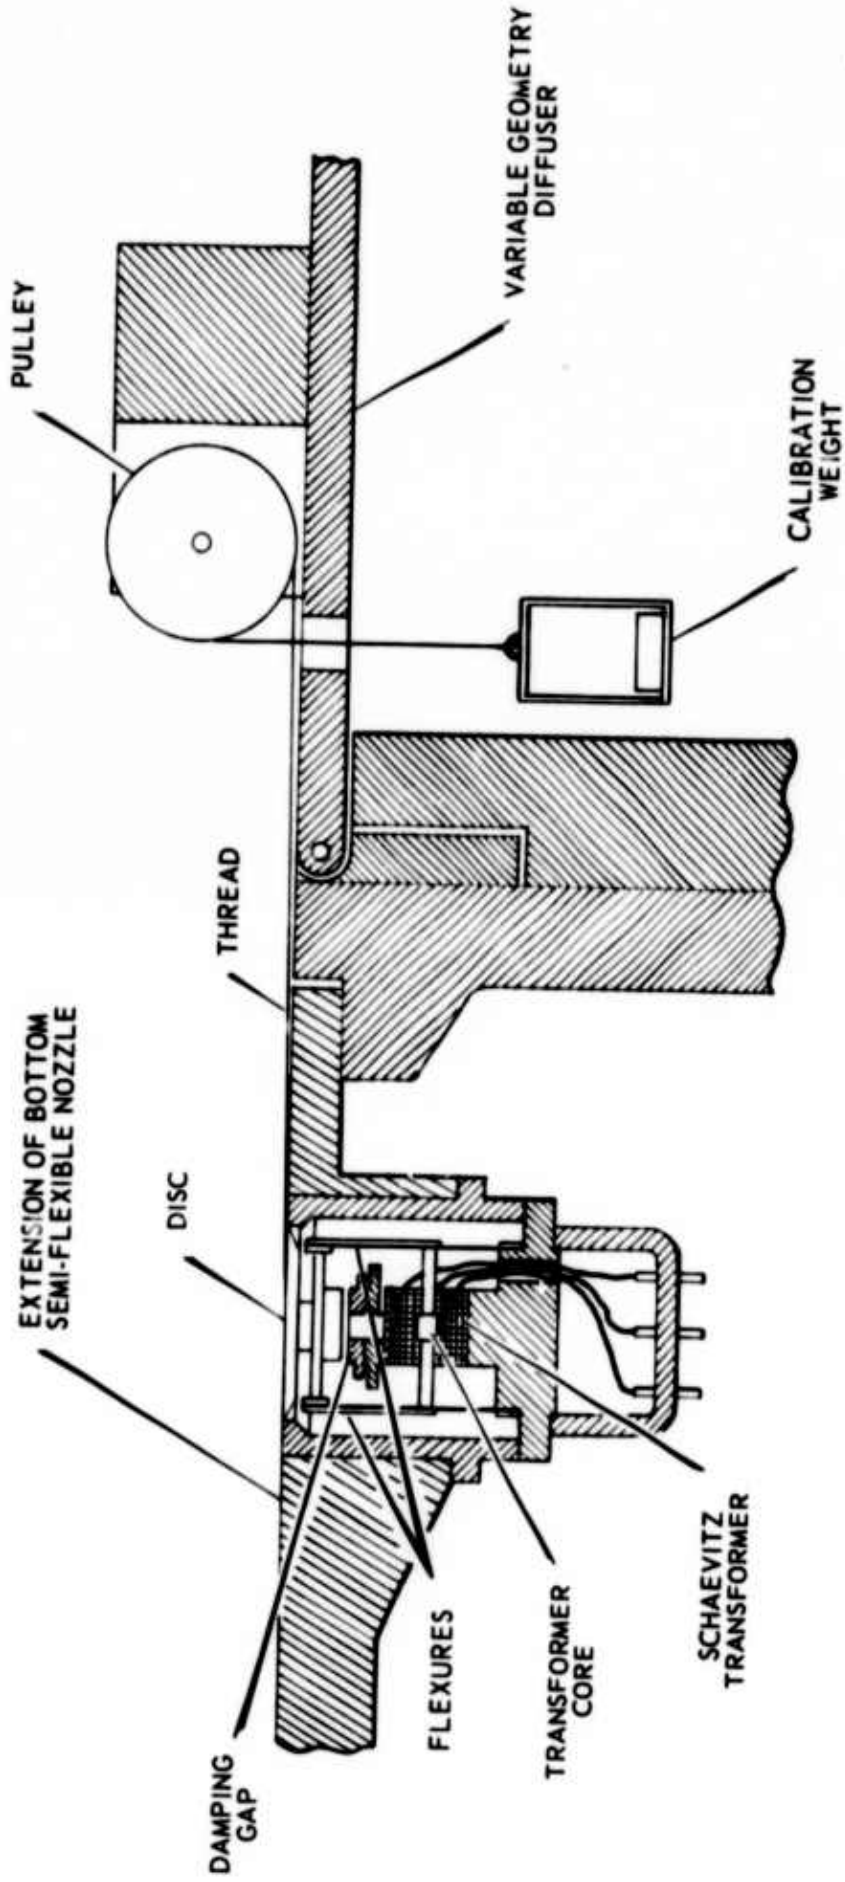 EXTENSION OF BOTTOM
SEMI-FLEXIBLE NOZZLE
DISC
THREAD
PULLEY
DAMPING
GAP
FLEXURES
TRANSFORMER
CORE
SCHAEVITZ
TRANSFORMER
CALIBRATION
WEIGHT
VARIABLE GEOMETRY
DIFFUSER